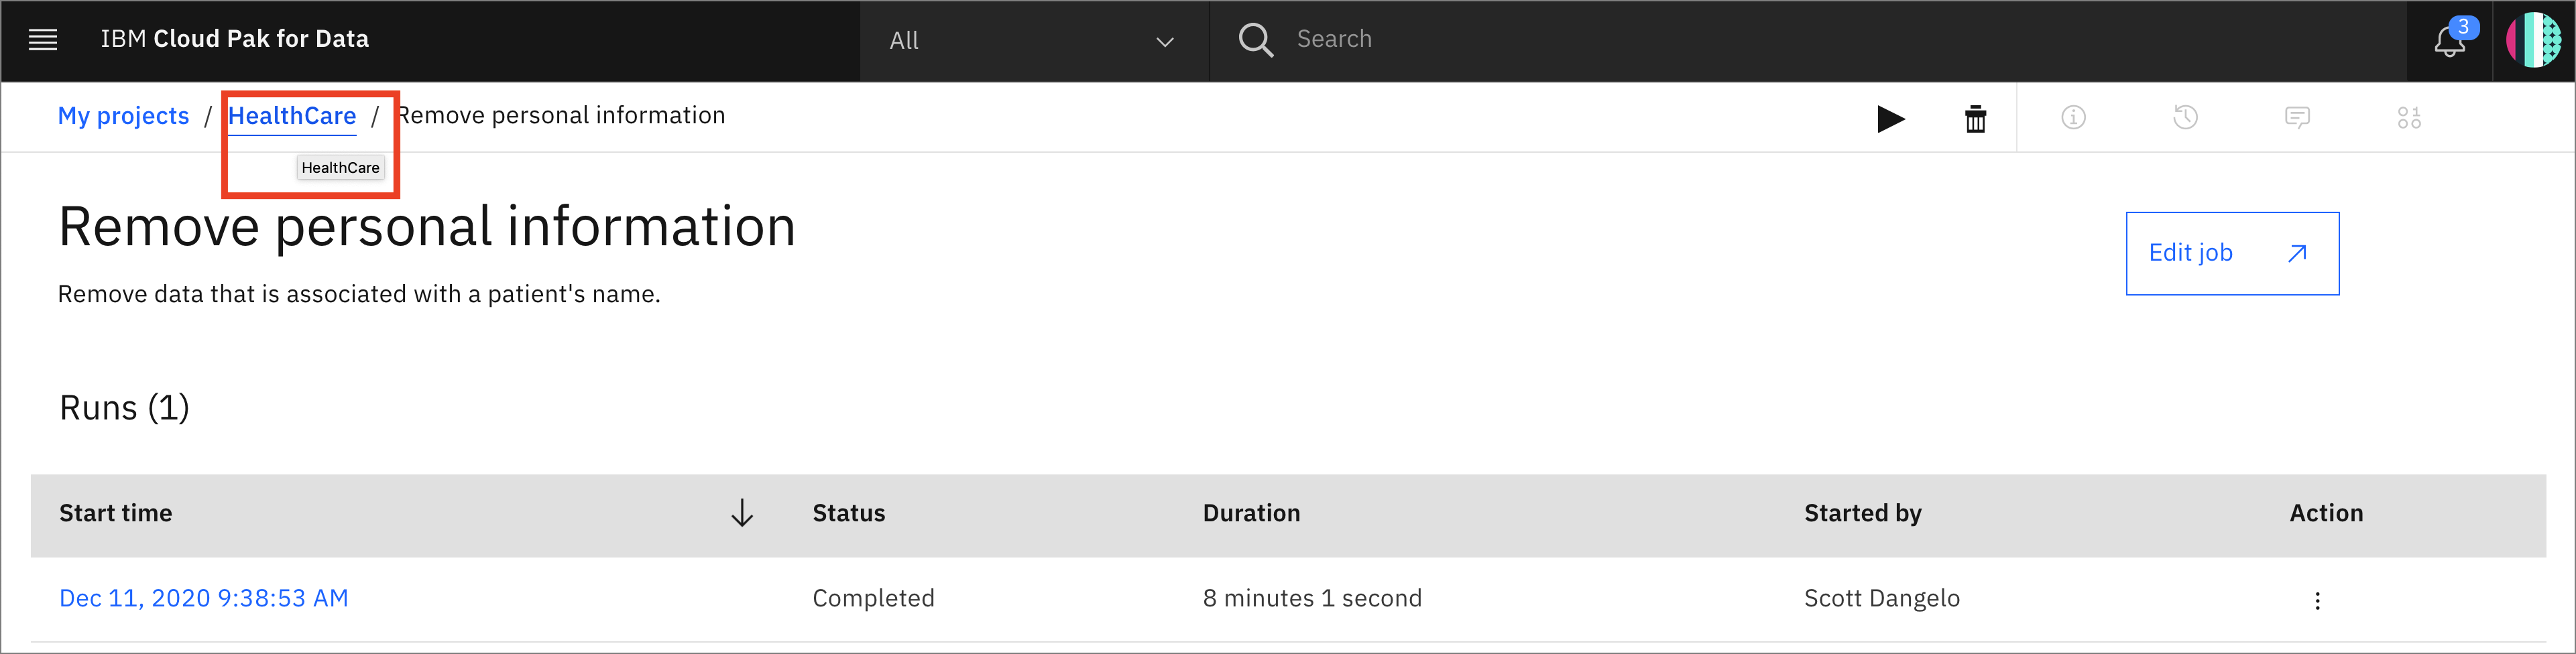 IBM Cloud Pak for Data All Search 3
My projects / HealthCare / Remove personal information
HealthCare
Remove personal information
Edit job
Remove data that is associated with a patient's name.
Runs (1)
Start time Status Duration Started by Action
Dec 11, 2020 9:38:53 AM Completed 8 minutes 1 second Scott Dangelo